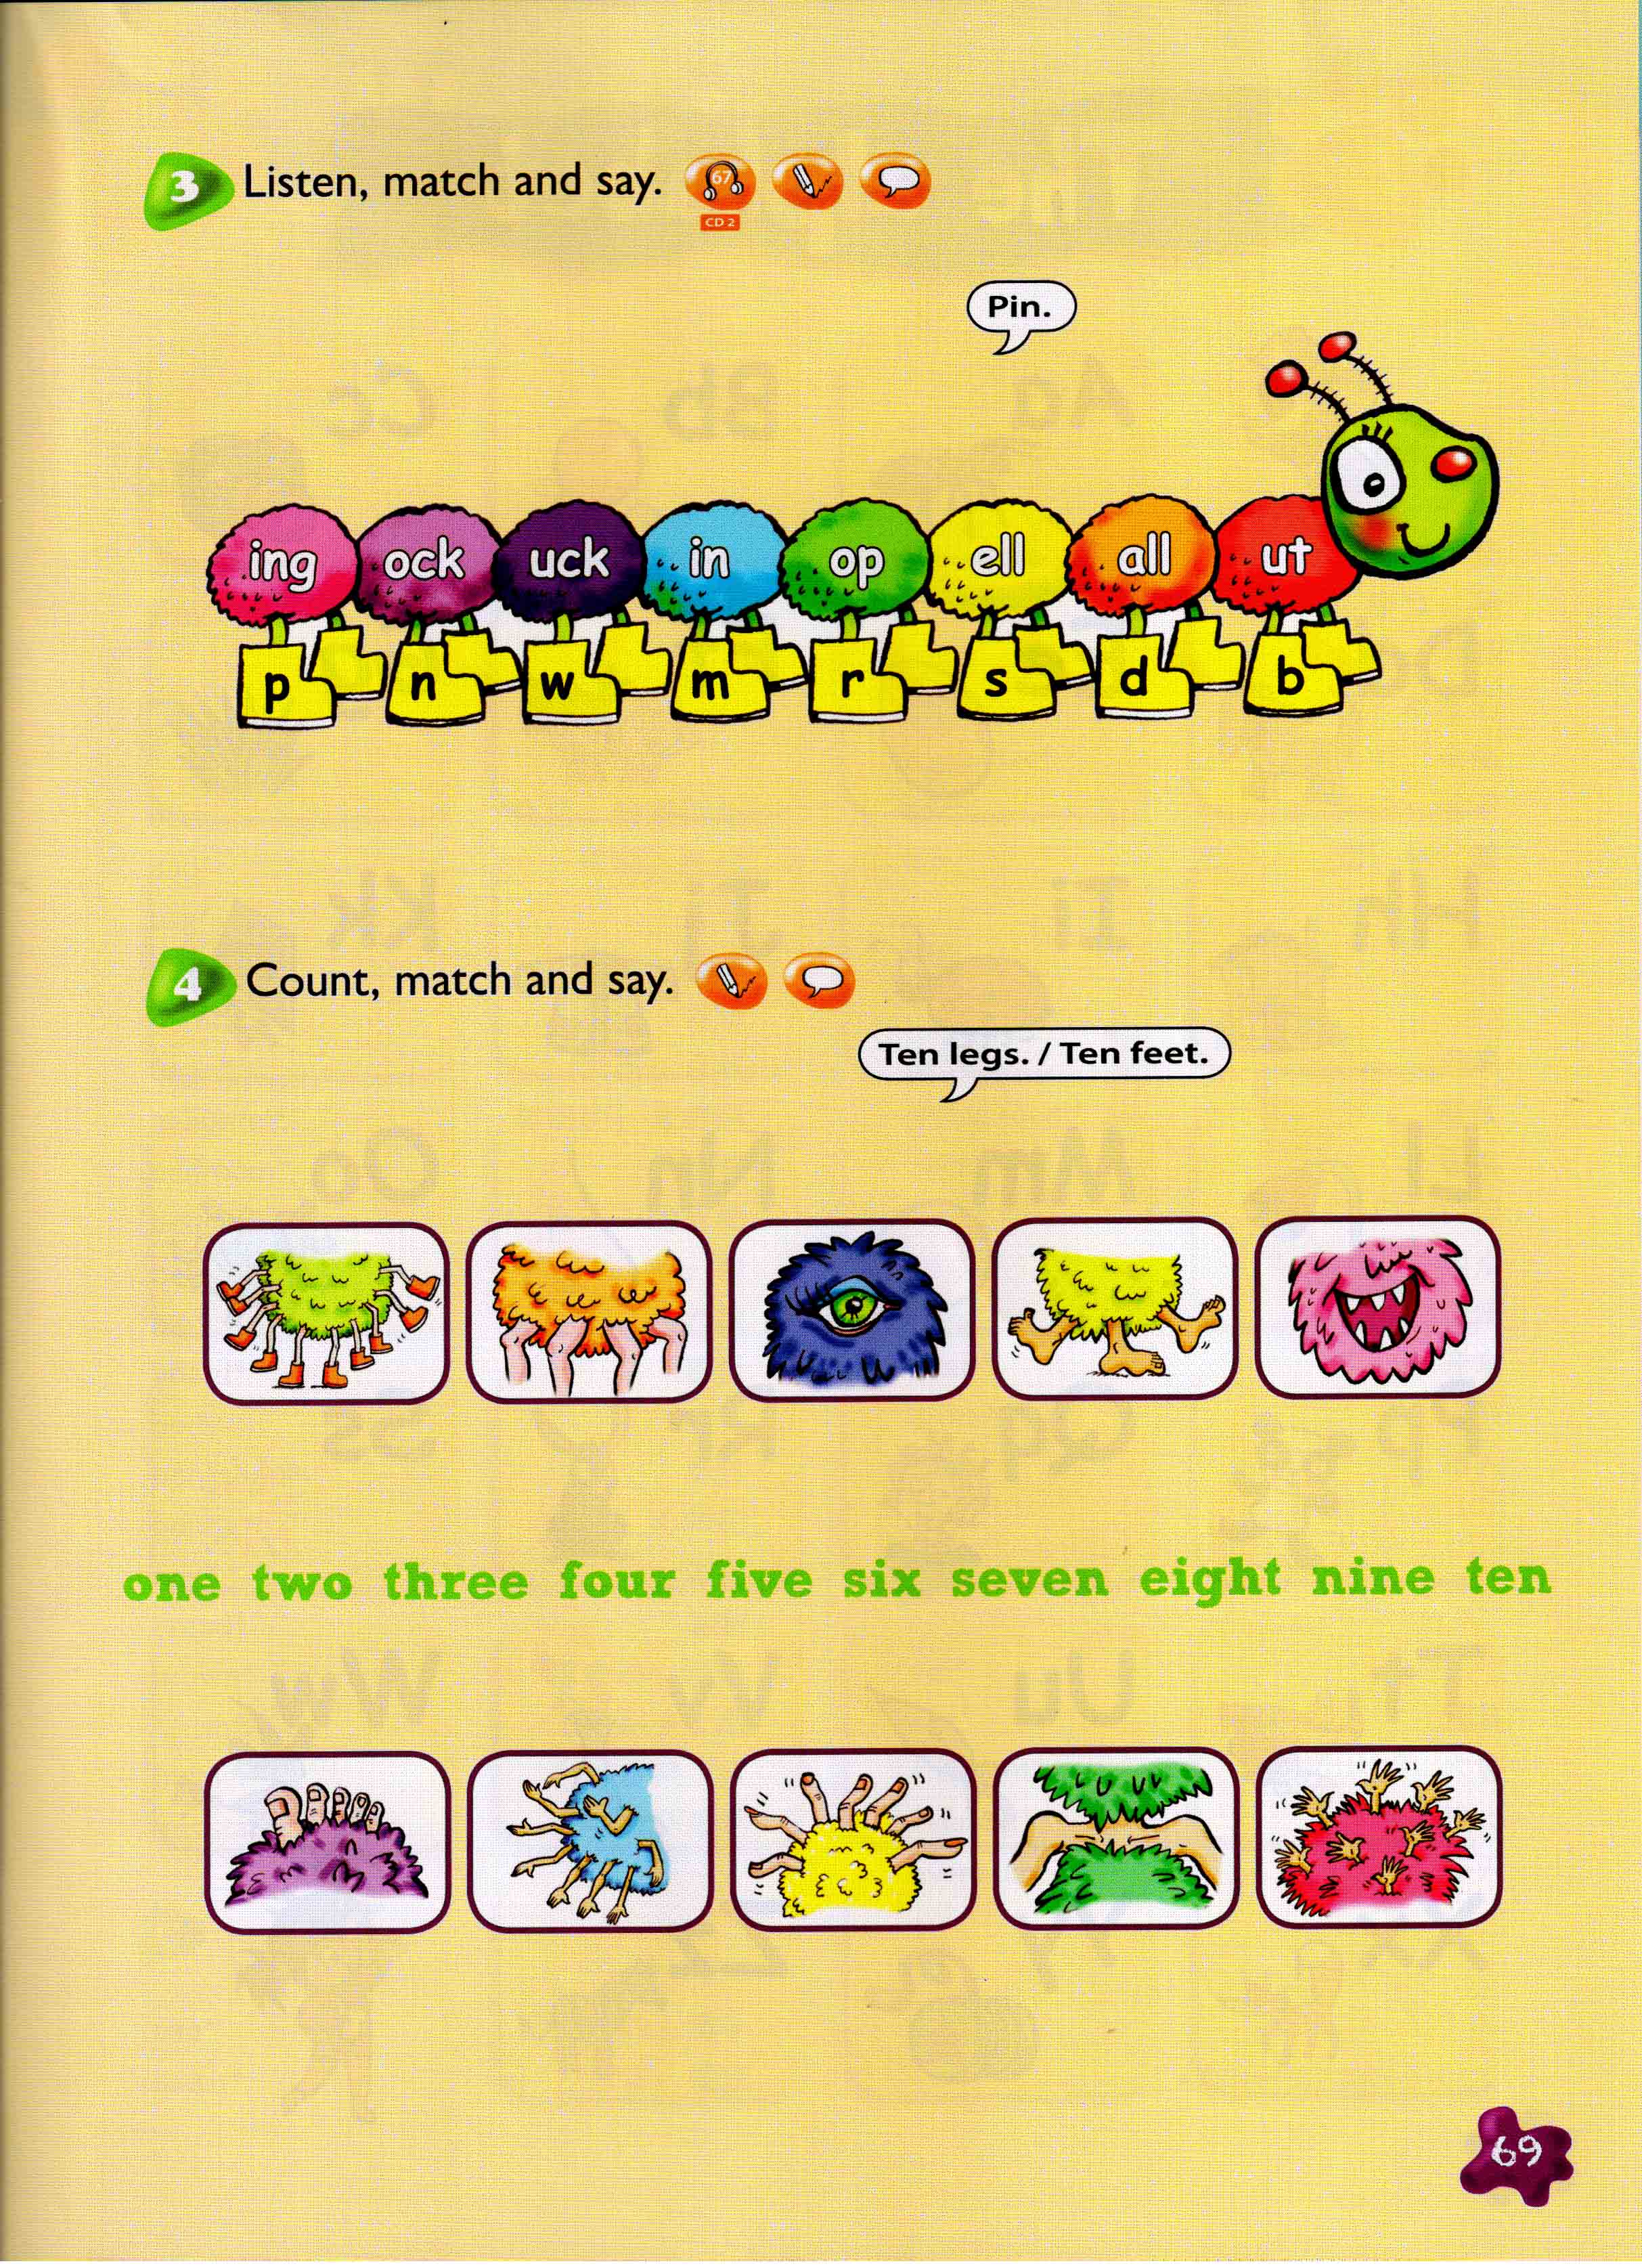 3 Listen, match and say. 67
CD 2
Pin.
ing ock uck in op ell all ut
p n w m r s d b
4 Count, match and say.
Ten legs. / Ten feet.
one two three four five six seven eight nine ten
69